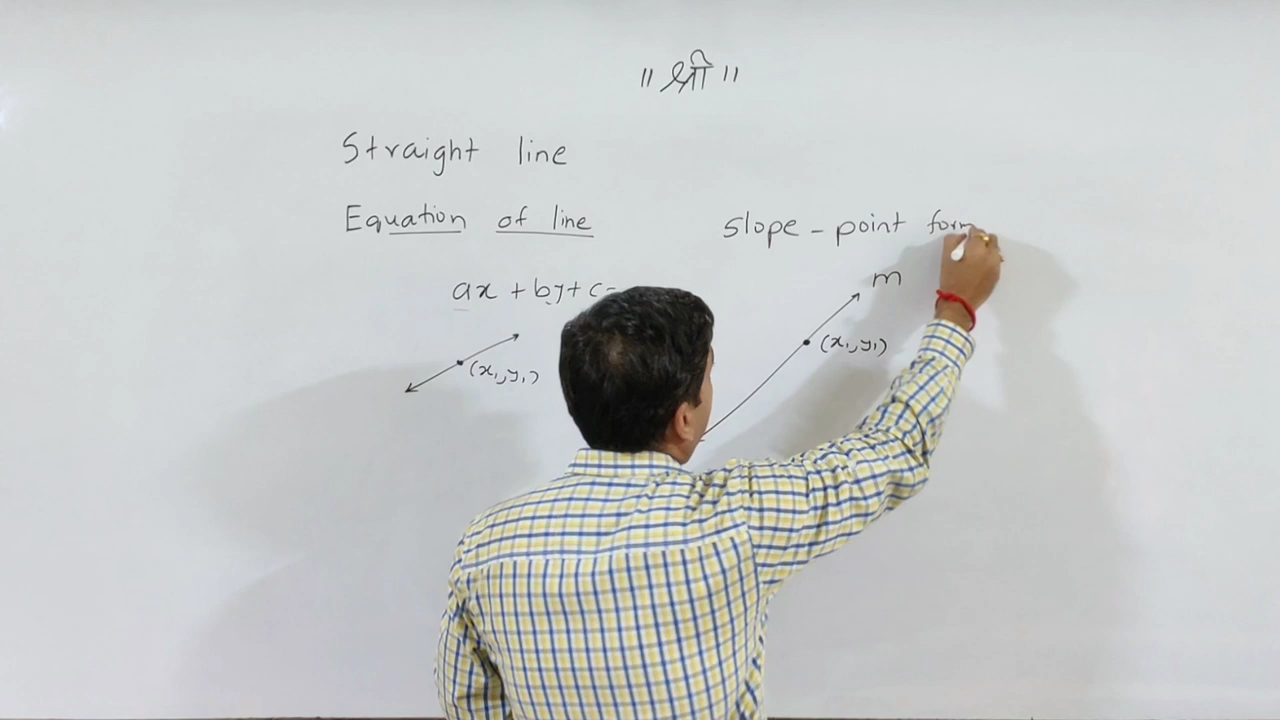 ॥ श्री ॥
Straight line
Equation of line
ax + by + c =
(x₁, y₁)
slope - point form
m
(x₁, y₁)